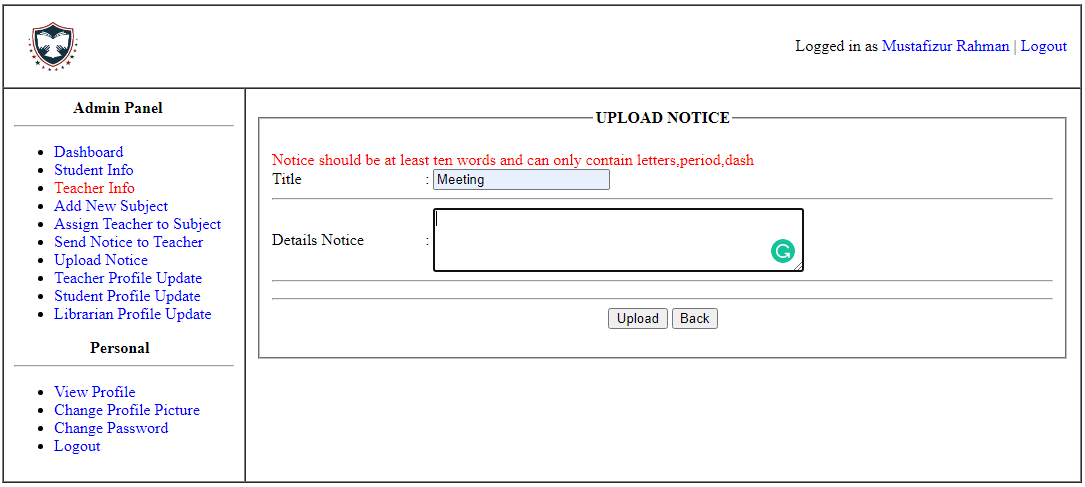 Logged in as Mustafizur Rahman | Logout
Admin Panel
Dashboard
Student Info
Teacher Info
Add New Subject
Assign Teacher to Subject
Send Notice to Teacher
Upload Notice
Teacher Profile Update
Student Profile Update
Librarian Profile Update
Personal
View Profile
Change Profile Picture
Change Password
Logout
UPLOAD NOTICE
Notice should be at least ten words and can only contain letters,period,dash
Title : Meeting
Details Notice :
Upload Back